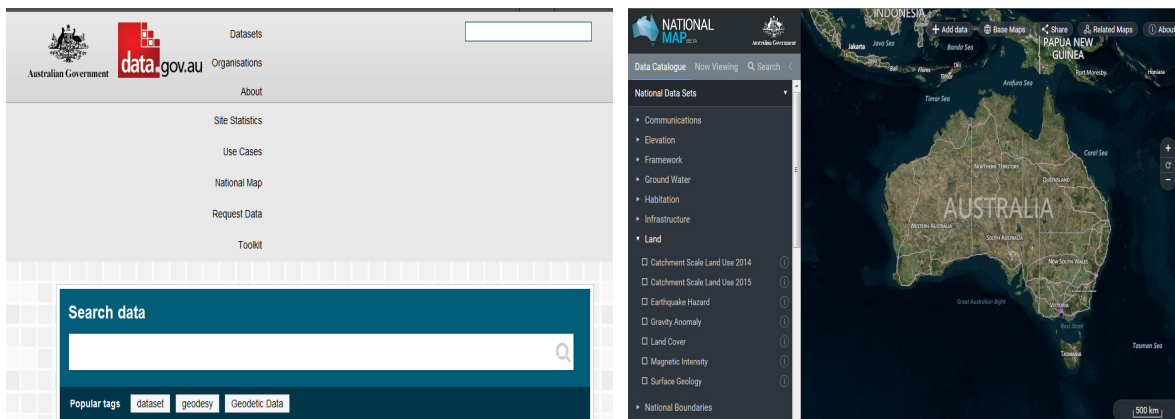 Australian Government
data.gov.au
Datasets
Organisations
About
Site Statistics
Use Cases
National Map
Request Data
Toolkit
Search data
Popular tags dataset geodesy Geodetic Data
NATIONAL
MAP BETA
Australian Government
Data Catalogue Now Viewing Search
National Data Sets
Communications
Elevation
Framework
Ground Water
Habitation
Infrastructure
Land
Catchment Scale Land Use 2014
Catchment Scale Land Use 2015
Earthquake Hazard
Gravity Anomaly
Land Cover
Magnetic Intensity
Surface Geology
National Boundaries
INDONESIA
+ Add data Base Maps Share Related Maps About
Jakarta
Java Sea
Banda Sea
PAPUA NEW
GUINEA
Bali
Flores
Dili
Timor
Port Moresby
Honiara
Arafura Sea
Timor Sea
Coral Sea
NORTHERN TERRITORY
QUEENSLAND
AUSTRALIA
WESTERN AUSTRALIA
SOUTH AUSTRALIA
NEW SOUTH WALES
Great Australian Bight
VICTORIA
Bass Strait
TASMANIA
Tasman Sea
500 km